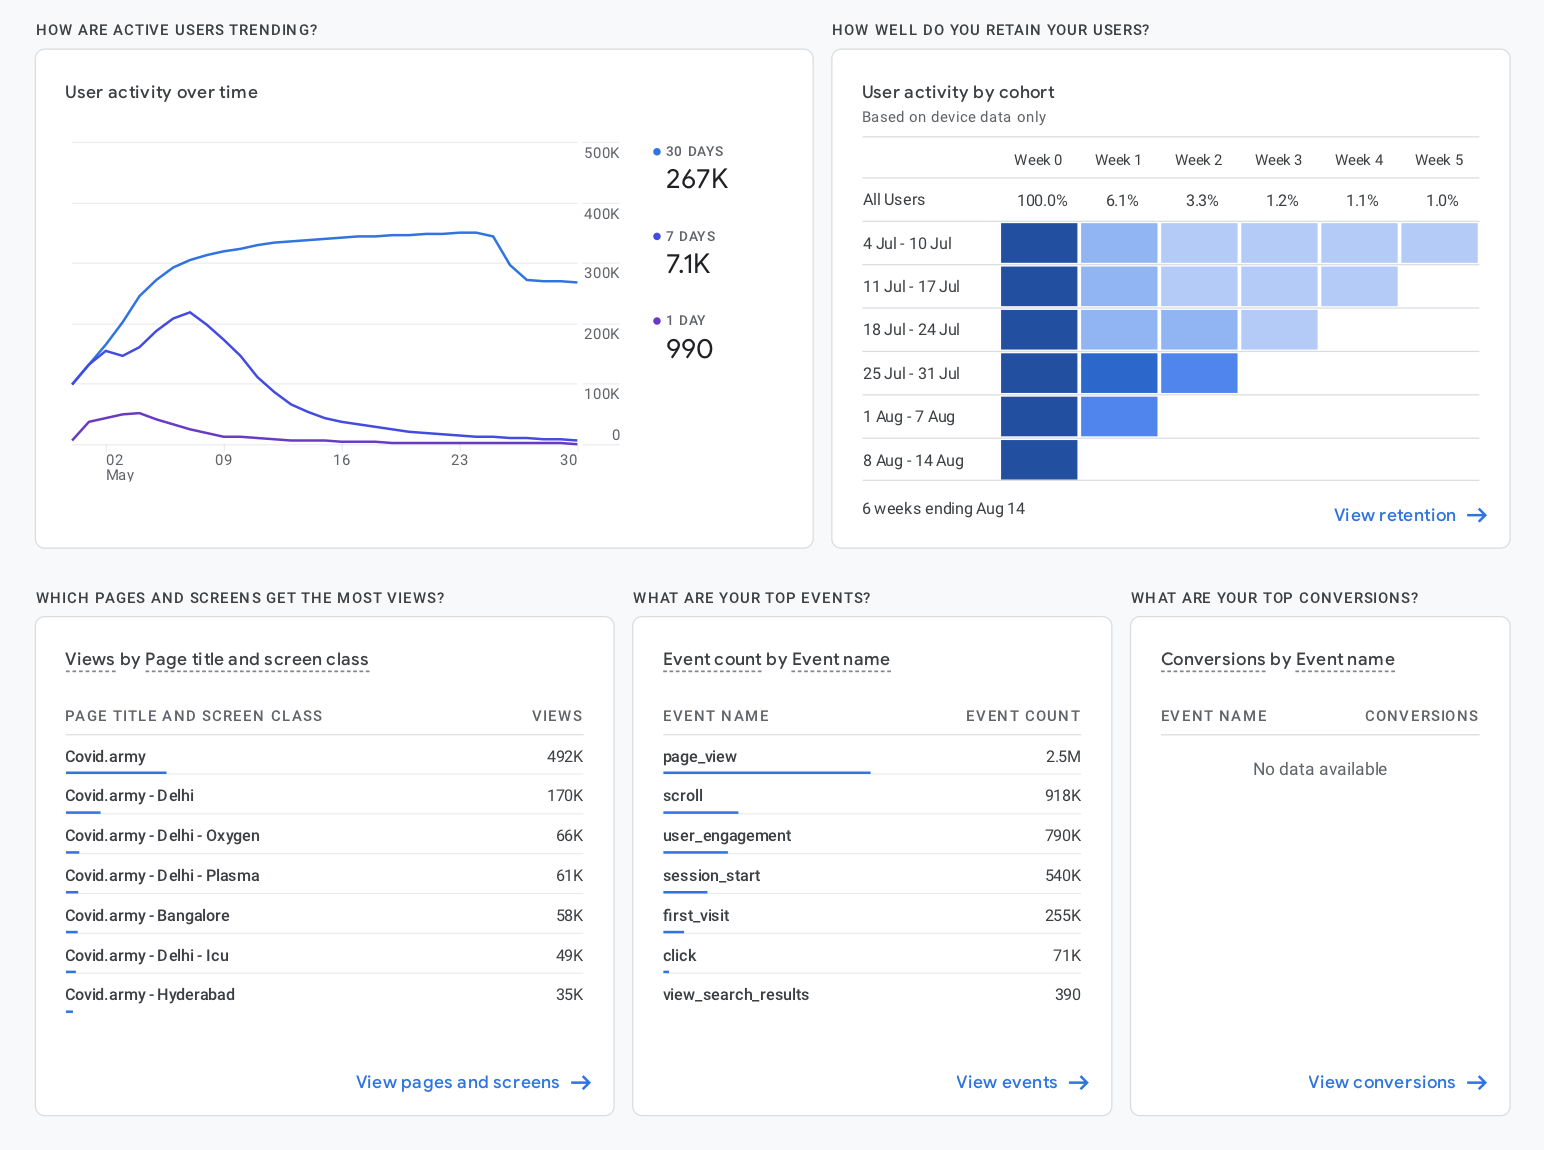 HOW ARE ACTIVE USERS TRENDING?
User activity over time
500K
400K
300K
200K
100K
0
02 09 16 23 30
May
30 DAYS
267K
7 DAYS
7.1K
1 DAY
990
HOW WELL DO YOU RETAIN YOUR USERS?
User activity by cohort
Based on device data only
Week 0 Week 1 Week 2 Week 3 Week 4 Week 5
All Users 100.0% 6.1% 3.3% 1.2% 1.1% 1.0%
4 Jul - 10 Jul
11 Jul - 17 Jul
18 Jul - 24 Jul
25 Jul - 31 Jul
1 Aug - 7 Aug
8 Aug - 14 Aug
6 weeks ending Aug 14
View retention
WHICH PAGES AND SCREENS GET THE MOST VIEWS?
Views by Page title and screen class
PAGE TITLE AND SCREEN CLASS VIEWS
Covid.army 492K
Covid.army - Delhi 170K
Covid.army - Delhi - Oxygen 66K
Covid.army - Delhi - Plasma 61K
Covid.army - Bangalore 58K
Covid.army - Delhi - Icu 49K
Covid.army - Hyderabad 35K
View pages and screens
WHAT ARE YOUR TOP EVENTS?
Event count by Event name
EVENT NAME EVENT COUNT
page_view 2.5M
scroll 918K
user_engagement 790K
session_start 540K
first_visit 255K
click 71K
view_search_results 390
View events
WHAT ARE YOUR TOP CONVERSIONS?
Conversions by Event name
EVENT NAME CONVERSIONS
No data available
View conversions